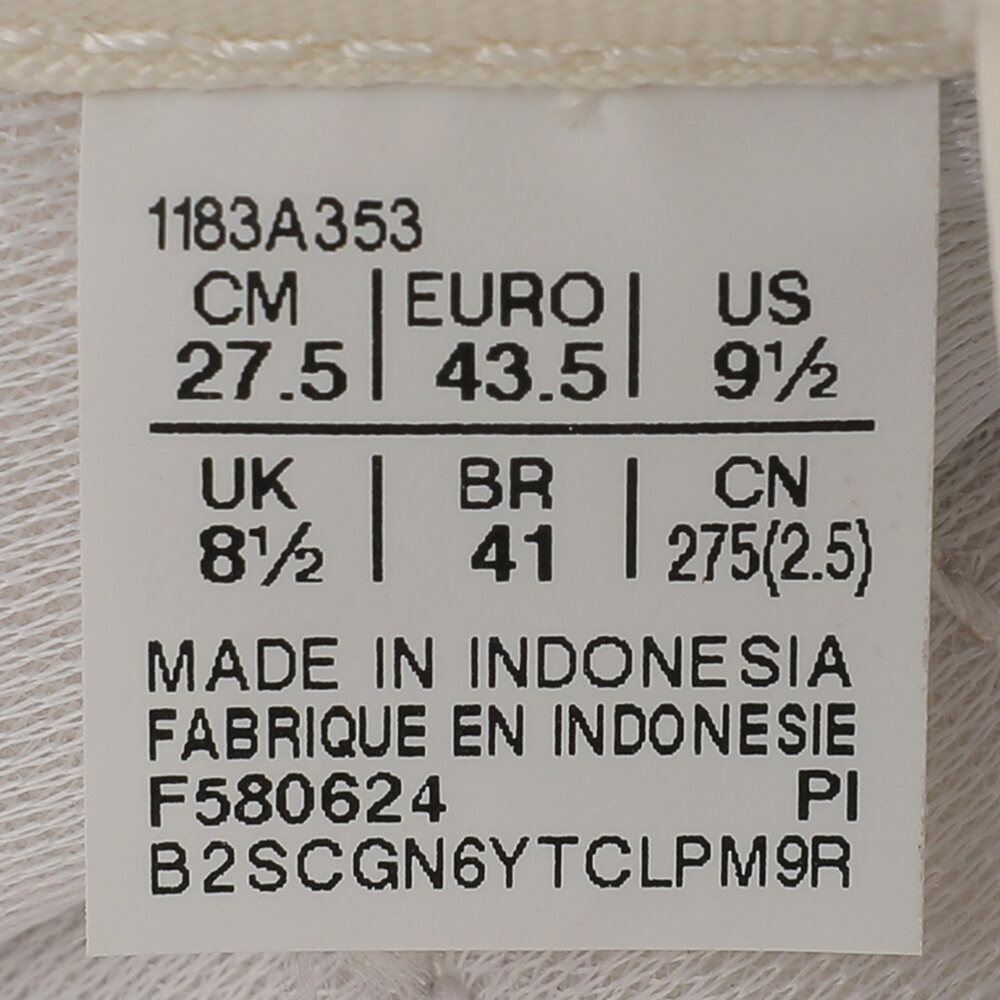 1183A353
CM | EURO | US
27.5 | 43.5 | 9½
UK | BR | CN
8½ | 41 | 275(2.5)
MADE IN INDONESIA
FABRIQUE EN INDONESIE
F580624 PI
B2SCGN6YTCLPM9R